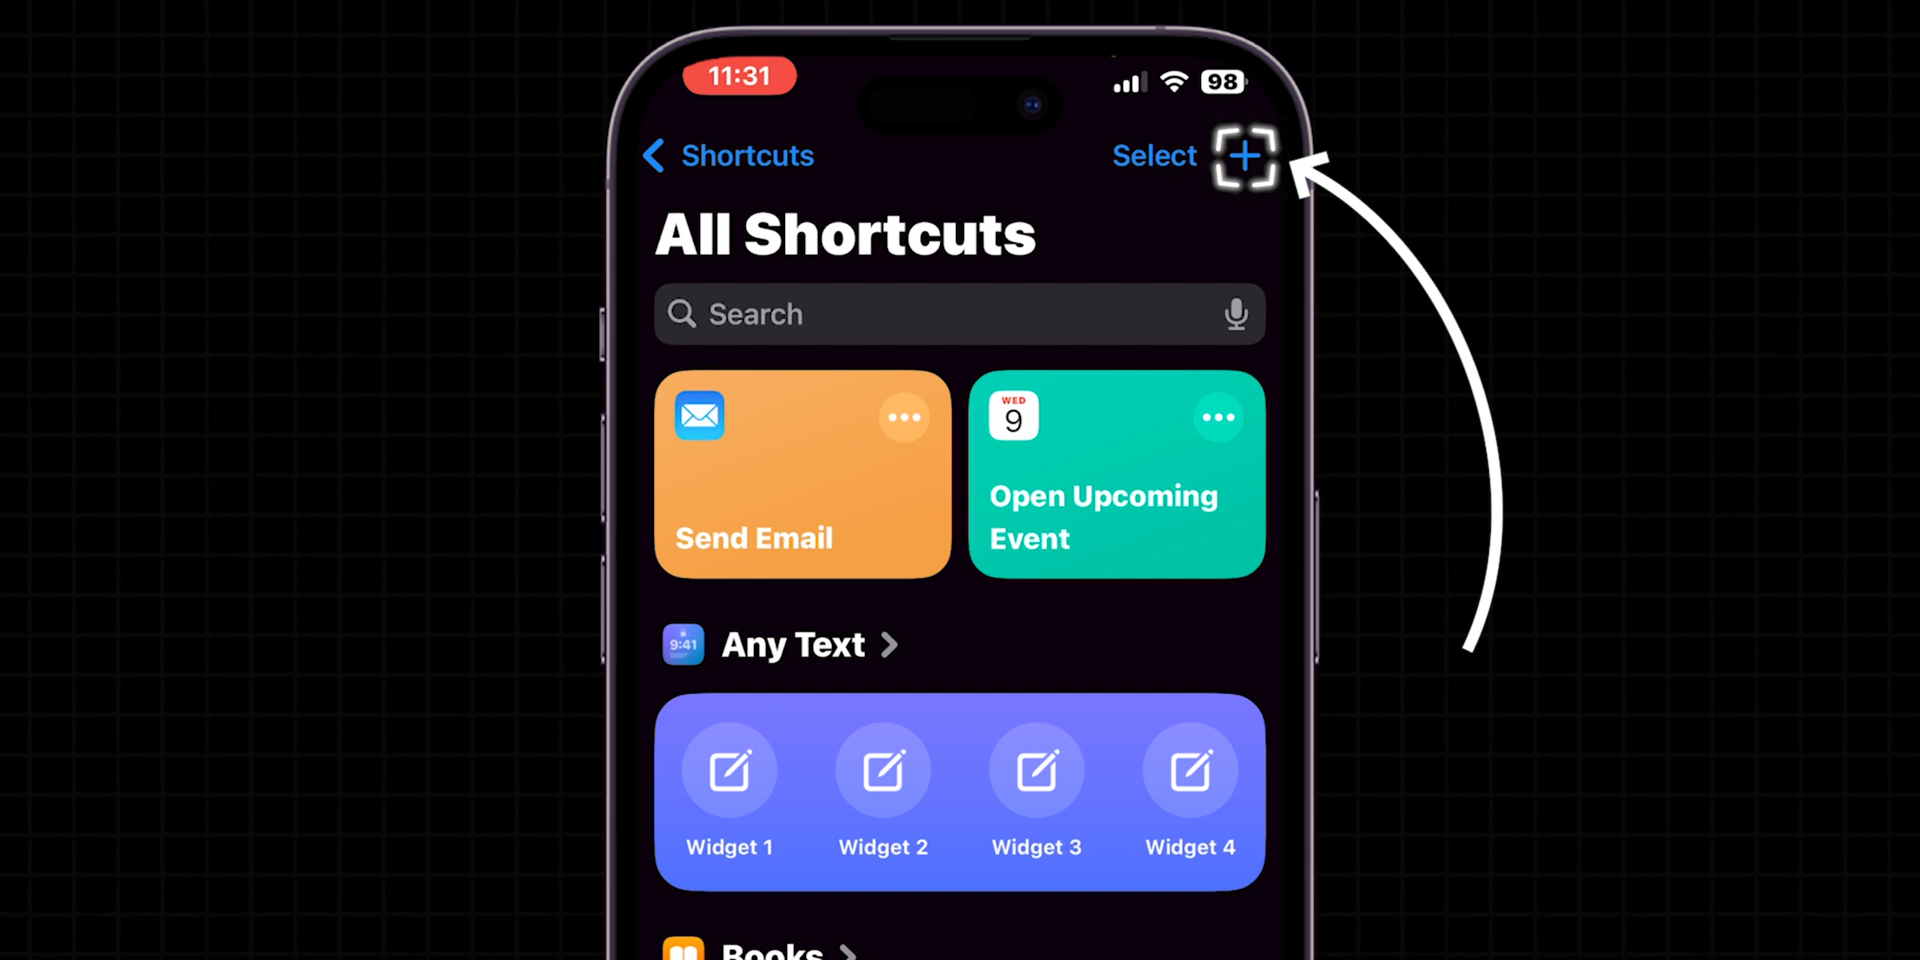 11:31
98
Shortcuts
Select
All Shortcuts
Search
WED
9
Send Email
Open Upcoming
Event
9:41
Any Text
Widget 1
Widget 2
Widget 3
Widget 4
Books